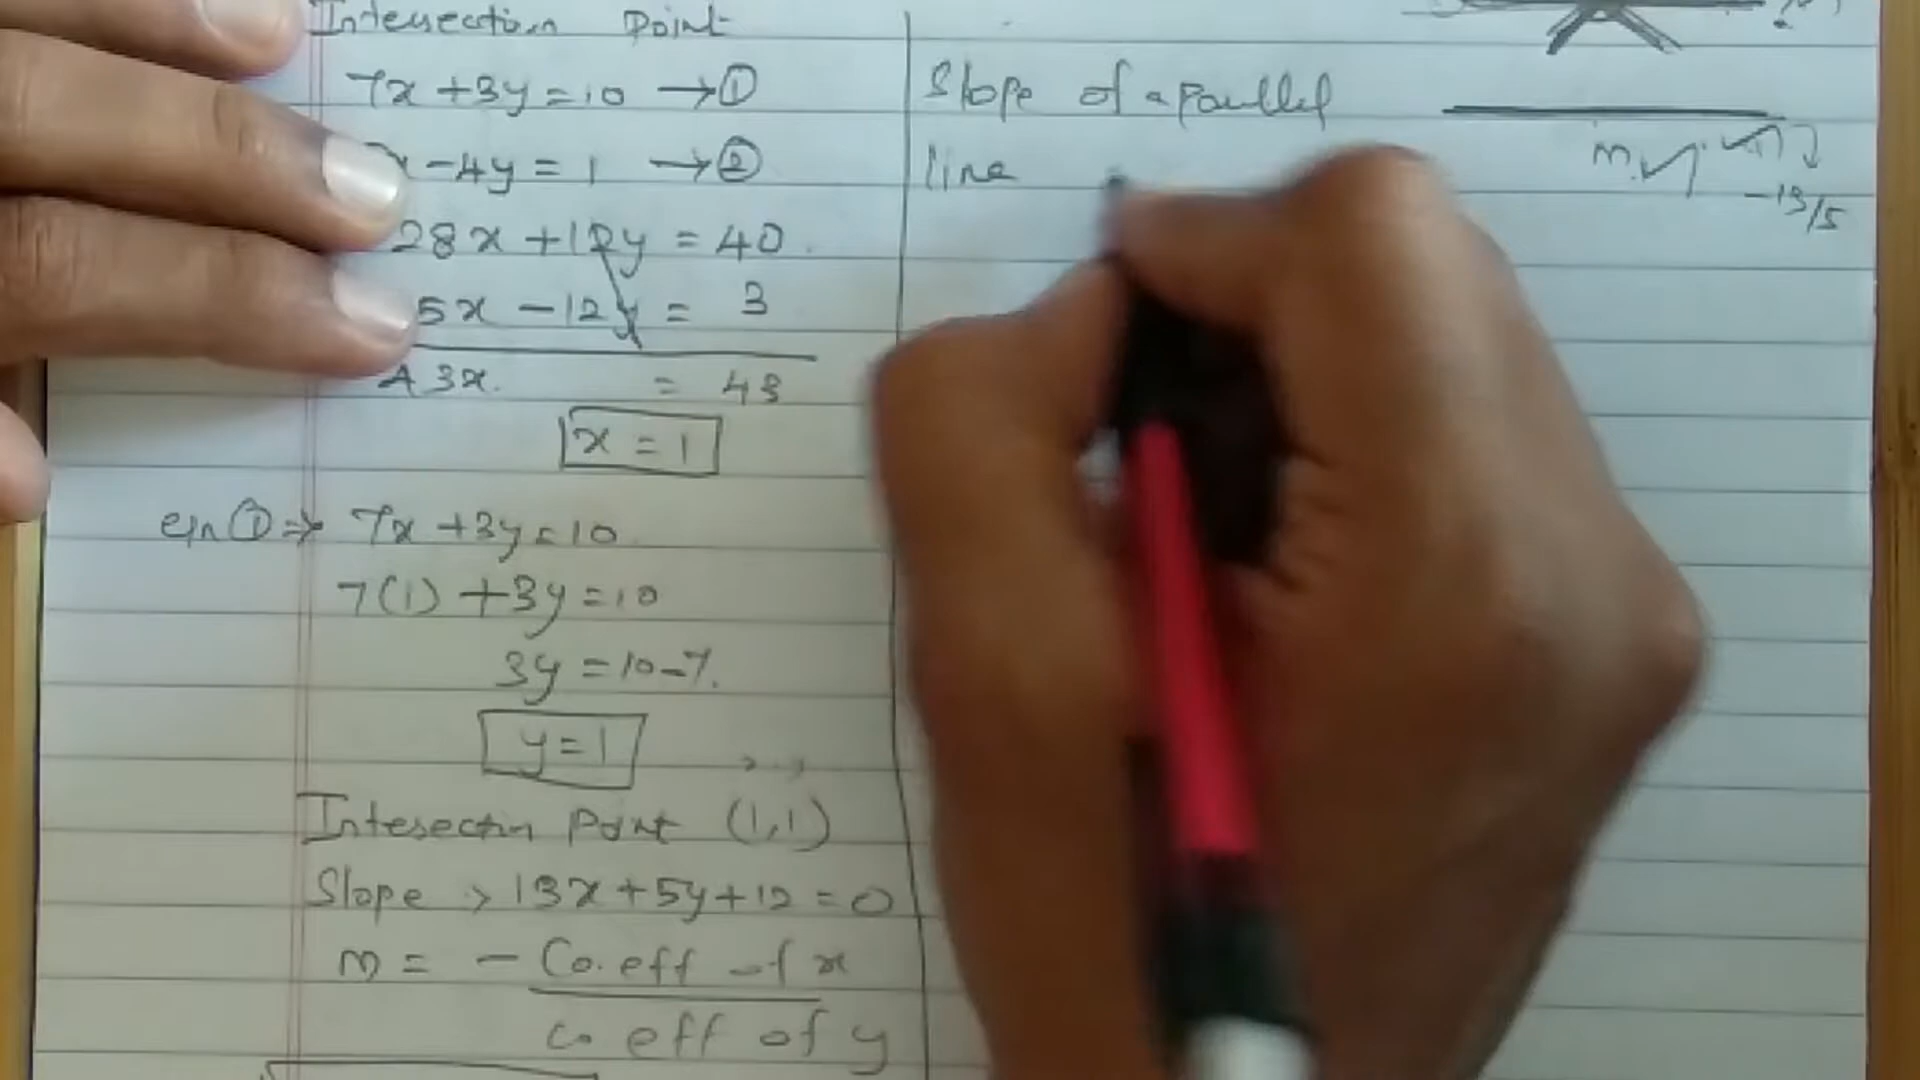 Intersection Point
7x + 3y = 10 → ①
- 4y = 1 → ②
28x + 12y = 40
5x - 12y = 3
43x = 43
x = 1
eqn ① ⇒ 7x + 3y = 10
7(1) + 3y = 10
3y = 10 - 7.
y = 1
Intesectin Point (1,1)
Slope > 13x + 5y + 12 = 0
m = - Co.eff of x
co eff of y
Slope of a parallel
line
m
-13/5